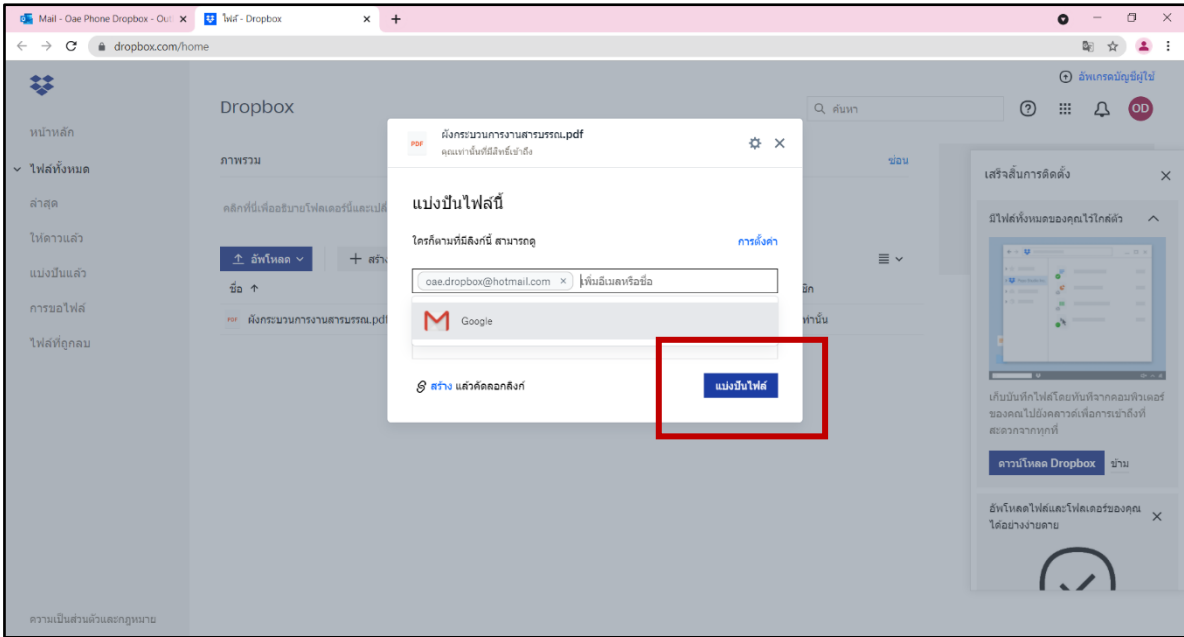 Mail - Oae Phone Dropbox - Out
ไฟล์ - Dropbox
dropbox.com/home
อัพเกรดบัญชีผู้ใช้
Dropbox
ค้นหา
OD
หน้าหลัก
ไฟล์ทั้งหมด
ล่าสุด
ให้ดาวแล้ว
แบ่งปันแล้ว
การขอไฟล์
ไฟล์ที่ถูกลบ
ความเป็นส่วนตัวและกฎหมาย
ภาพรวม
ซ่อน
คลิกที่นี่เพื่ออธิบายโฟลเดอร์นี้และเปลี่
อัพโหลด
สร้า
ชื่อ
PDF ผังกระบวนการงานสารบรรณ.pdf
ท่านั้น
PDF
ผังกระบวนการงานสารบรรณ.pdf
คุณเท่านั้นที่มีสิทธิ์เข้าถึง
แบ่งปันไฟล์นี้
ใครก็ตามที่มีลิงก์นี้ สามารถดู
การตั้งค่า
oae.dropbox@hotmail.com × เพิ่มอีเมลหรือชื่อ
Google
สร้าง แล้วคัดลอกลิงก์
แบ่งปันไฟล์
เสร็จสิ้นการติดตั้ง
มีไฟล์ทั้งหมดของคุณไว้ใกล้ตัว
เก็บบันทึกไฟล์โดยทันทีจากคอมพิวเตอร์
ของคุณไปยังคลาวด์เพื่อการเข้าถึงที่
สะดวกจากทุกที่
ดาวน์โหลด Dropbox
ข้าม
อัพโหลดไฟล์และโฟลเดอร์ของคุณ
ได้อย่างง่ายดาย